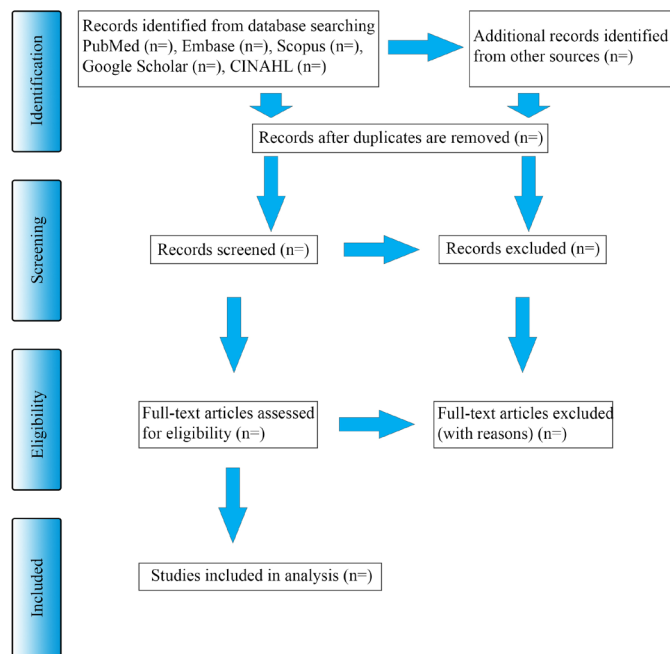 Identification
Records identified from database searching
PubMed (n=), Embase (n=), Scopus (n=),
Google Scholar (n=), CINAHL (n=)
Additional records identified
from other sources (n=)
Records after duplicates are removed (n=)
Screening
Records screened (n=)
Records excluded (n=)
Eligibility
Full-text articles assessed
for eligibility (n=)
Full-text articles excluded
(with reasons) (n=)
Included
Studies included in analysis (n=)